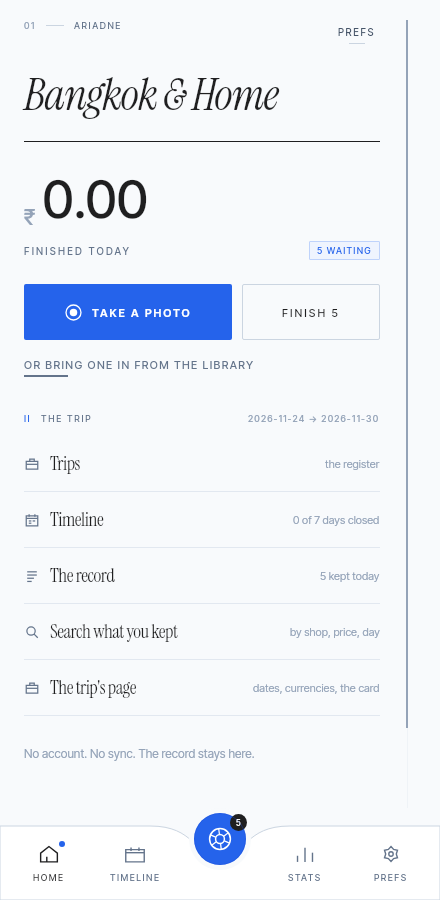 01 ARIADNE
PREFS
Bangkok & Home
₹ 0.00
FINISHED TODAY
5 WAITING
TAKE A PHOTO
FINISH 5
OR BRING ONE IN FROM THE LIBRARY
II THE TRIP
2026-11-24 → 2026-11-30
Trips
the register
Timeline
0 of 7 days closed
The record
5 kept today
Search what you kept
by shop, price, day
The trip's page
dates, currencies, the card
No account. No sync. The record stays here.
5
HOME
TIMELINE
STATS
PREFS